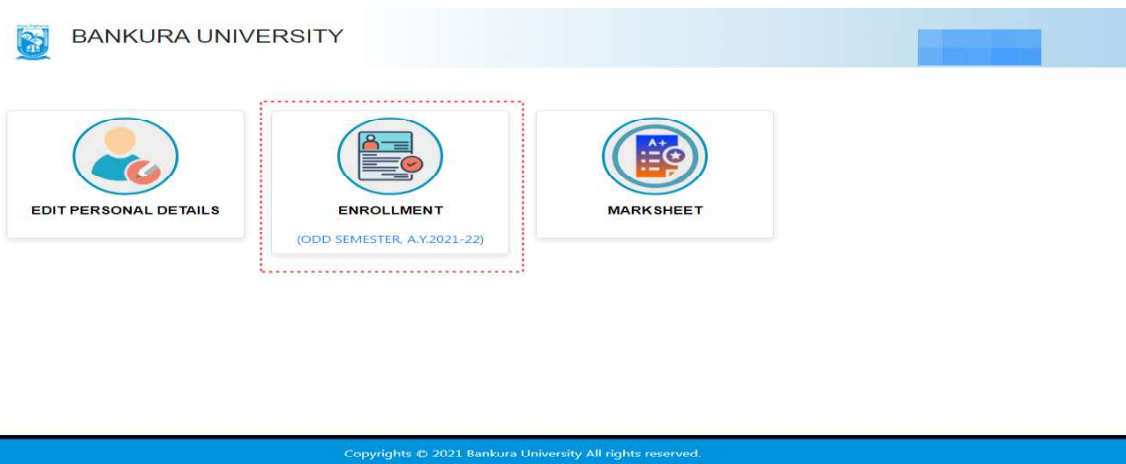 BANKURA UNIVERSITY
EDIT PERSONAL DETAILS
ENROLLMENT
(ODD SEMESTER, A.Y.2021-22)
A+
MARKSHEET
Copyrights © 2021 Bankura University All rights reserved.